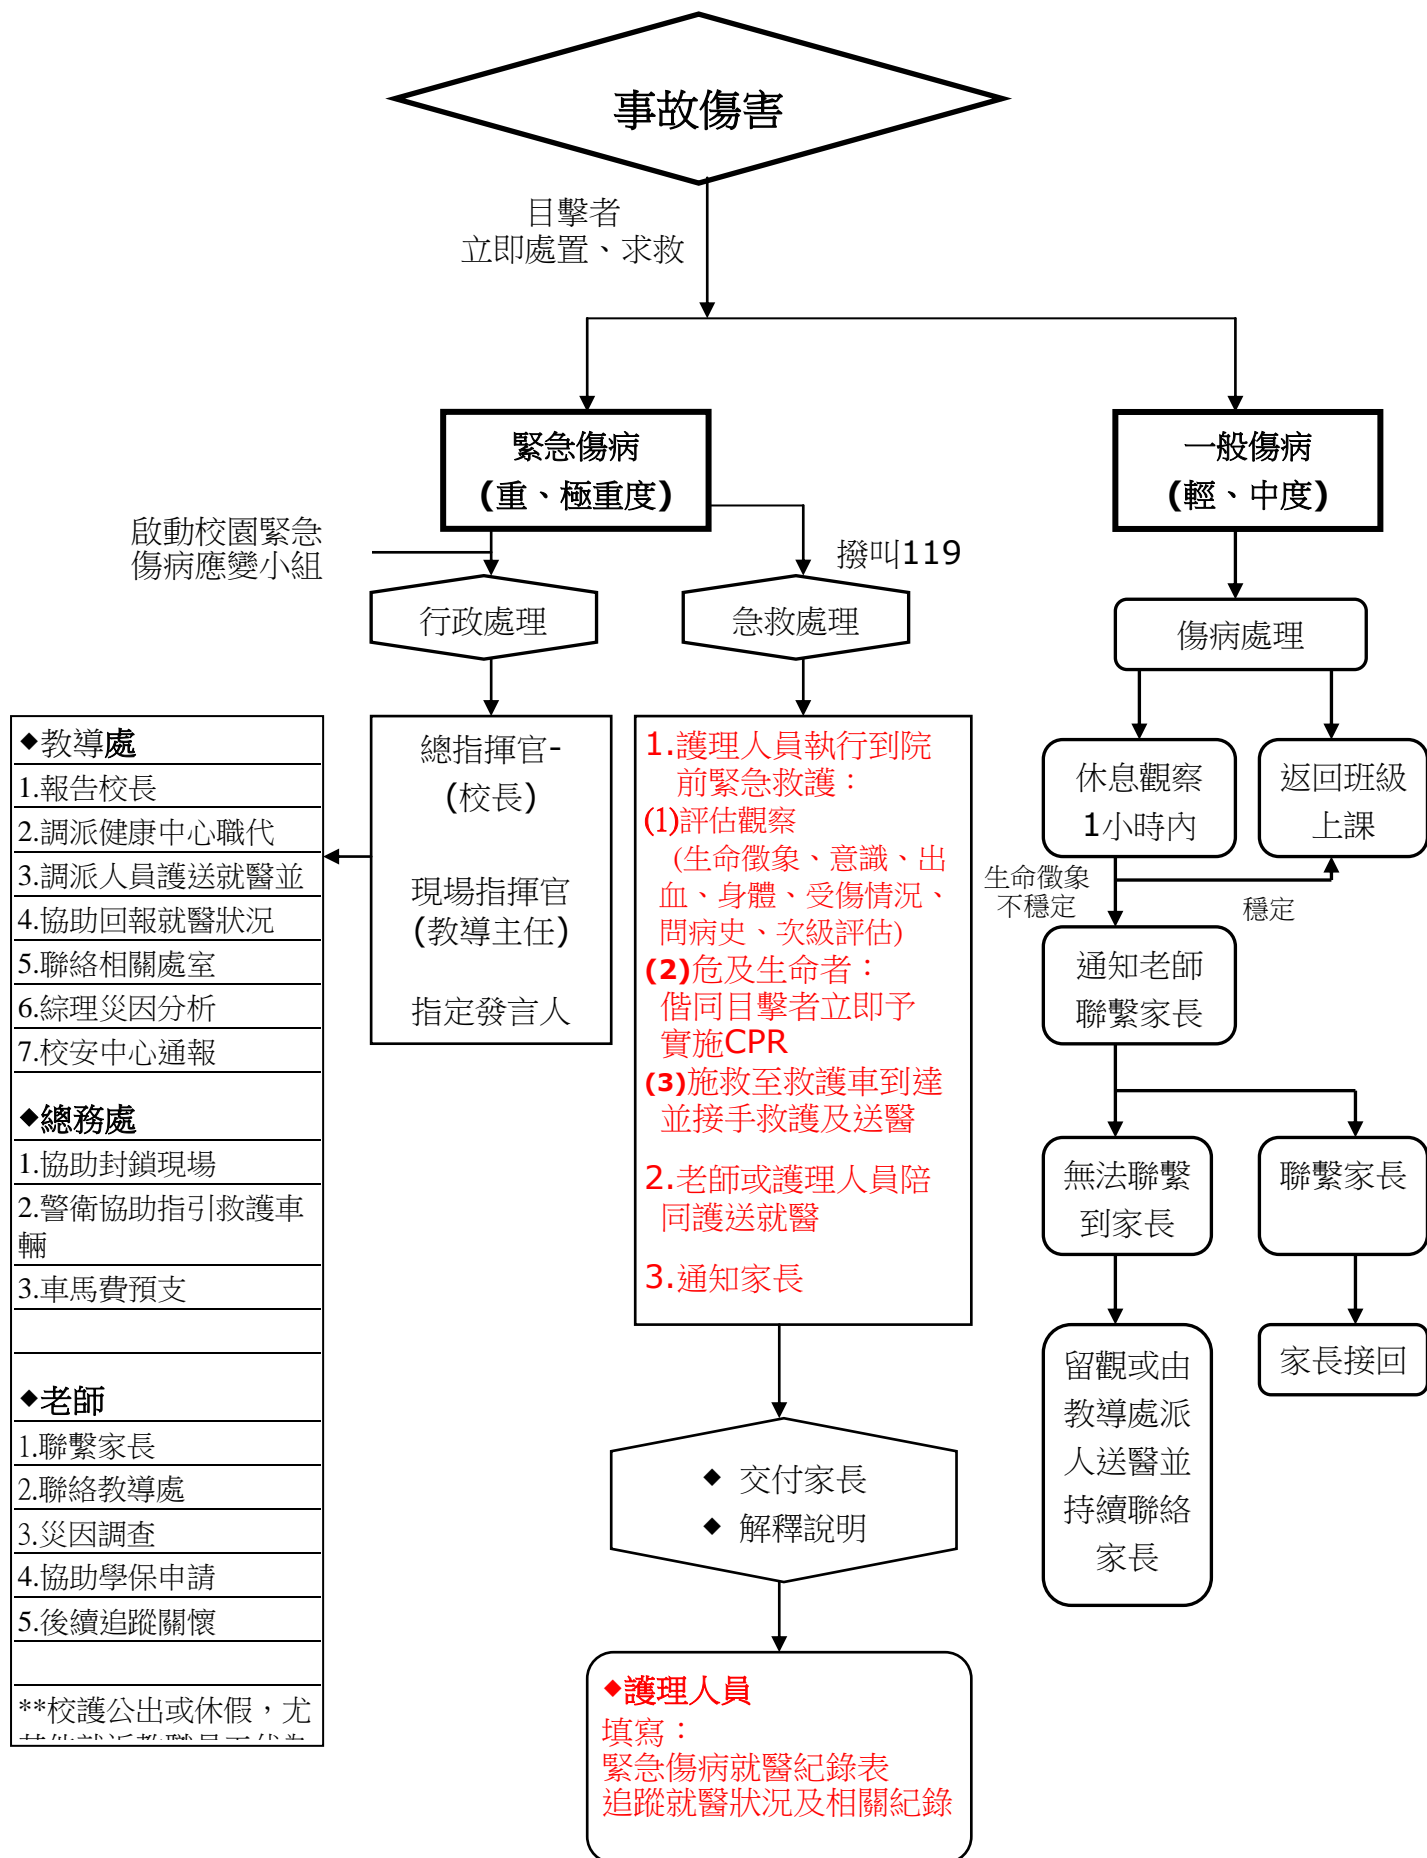 事故傷害
目擊者
立即處置、求救
緊急傷病
(重、極重度)
一般傷病
(輕、中度)
啟動校園緊急
傷病應變小組
撥叫119
行政處理
急救處理
傷病處理
◆教導處
1.報告校長
2.調派健康中心職代
3.調派人員護送就醫並
4.協助回報就醫狀況
5.聯絡相關處室
6.綜理災因分析
7.校安中心通報
◆總務處
1.協助封鎖現場
2.警衛協助指引救護車
輛
3.車馬費預支
◆老師
1.聯繫家長
2.聯絡教導處
3.災因調查
4.協助學保申請
5.後續追蹤關懷
**校護公出或休假，尤
總指揮官-
(校長)
現場指揮官
(教導主任)
指定發言人
1.護理人員執行到院
前緊急救護：
(1)評估觀察
(生命徵象、意識、出
血、身體、受傷情況、
問病史、次級評估)
(2)危及生命者：
偕同目擊者立即予
實施CPR
(3)施救至救護車到達
並接手救護及送醫
2.老師或護理人員陪
同護送就醫
3.通知家長
◆ 交付家長
◆ 解釋說明
◆護理人員
填寫：
緊急傷病就醫紀錄表
追蹤就醫狀況及相關紀錄
休息觀察
1小時內
返回班級
上課
生命徵象
不穩定
穩定
通知老師
聯繫家長
無法聯繫
到家長
聯繫家長
留觀或由
教導處派
人送醫並
持續聯絡
家長
家長接回